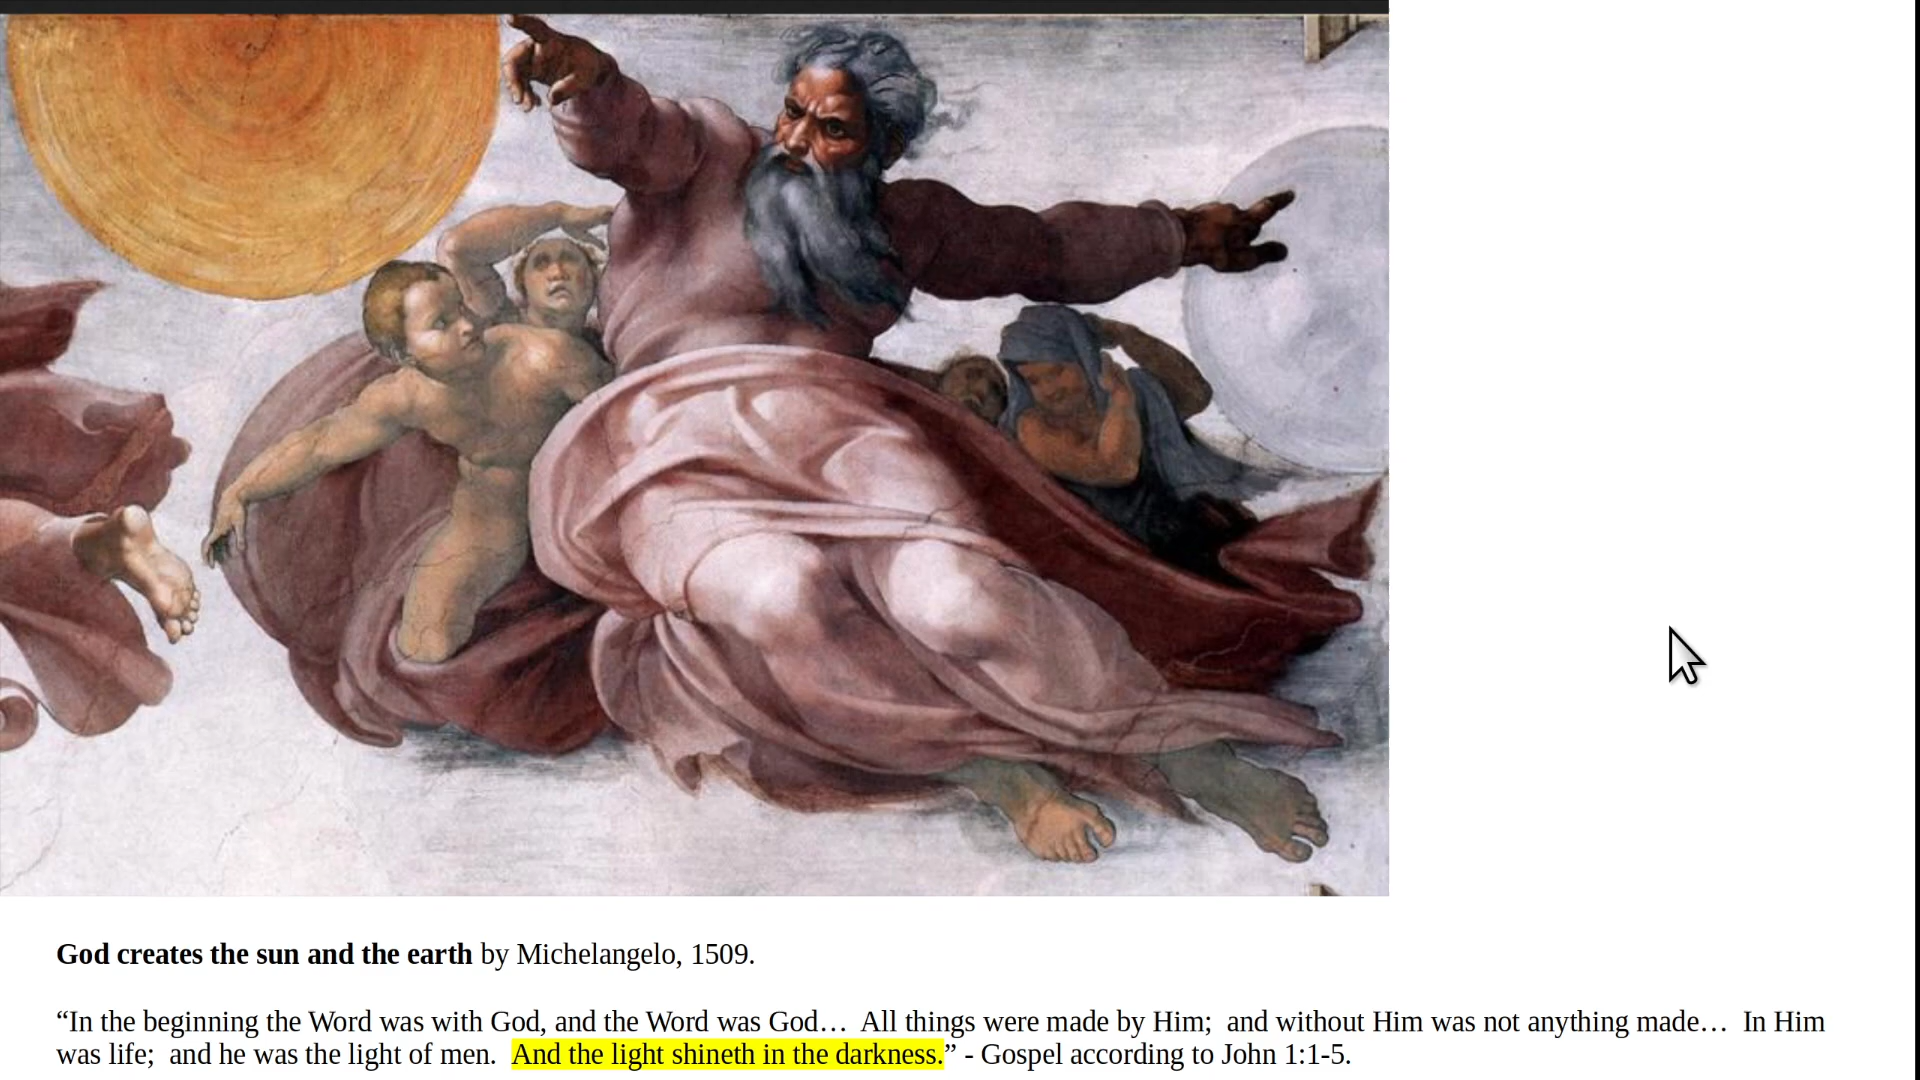 God creates the sun and the earth by Michelangelo, 1509.
“In the beginning the Word was with God, and the Word was God…  All things were made by Him;  and without Him was not anything made…  In Him
was life;  and he was the light of men.  And the light shineth in the darkness.” - Gospel according to John 1:1-5.